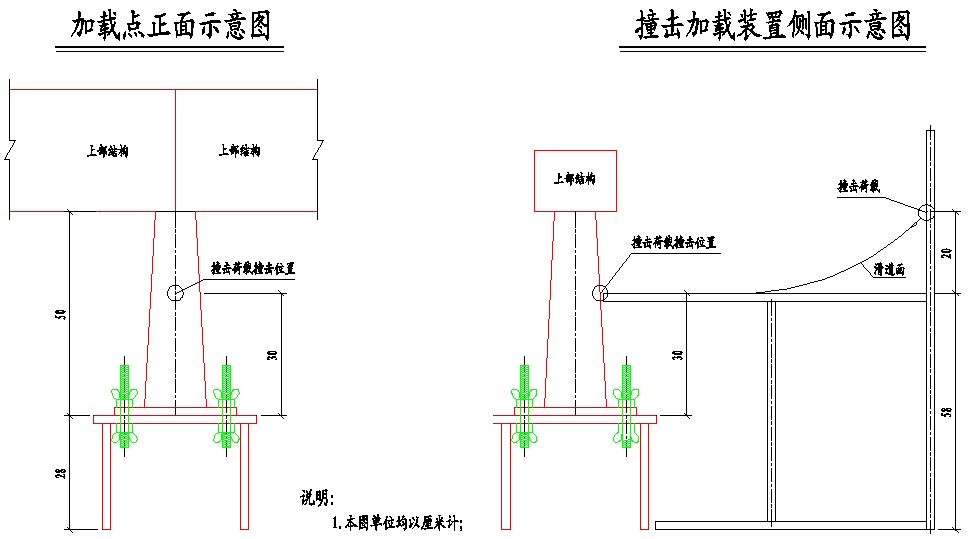 加载点正面示意图
撞击加载装置侧面示意图
上部结构
上部结构
上部结构
撞击荷载
撞击荷载撞击位置
撞击荷载撞击位置
滑道面
50
30
28
30
20
58
说明:
1.本图单位均以厘米计;